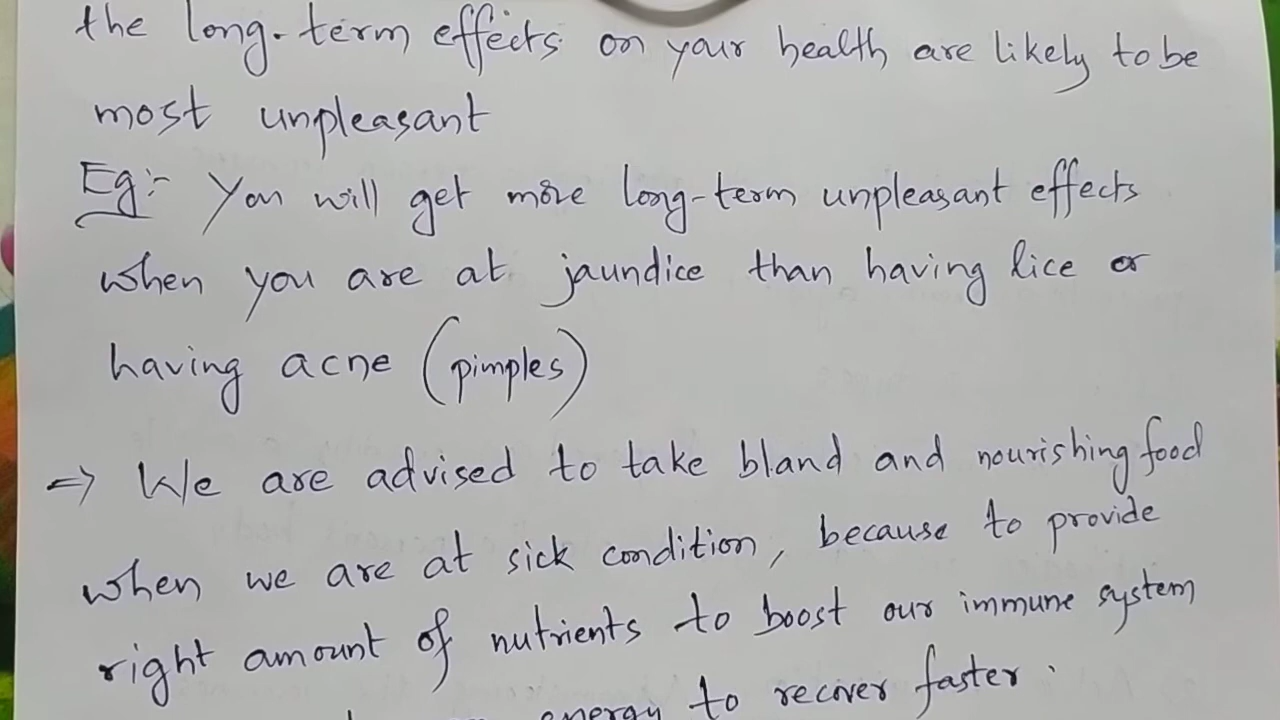 the long-term effects on your health are likely to be
most unpleasant
Eg:- You will get more long-term unpleasant effects
when you are at jaundice than having lice or
having acne (pimples)
=> We are advised to take bland and nourishing food
when we are at sick condition, because to provide
right amount of nutrients to boost our immune system
energy to recover faster.